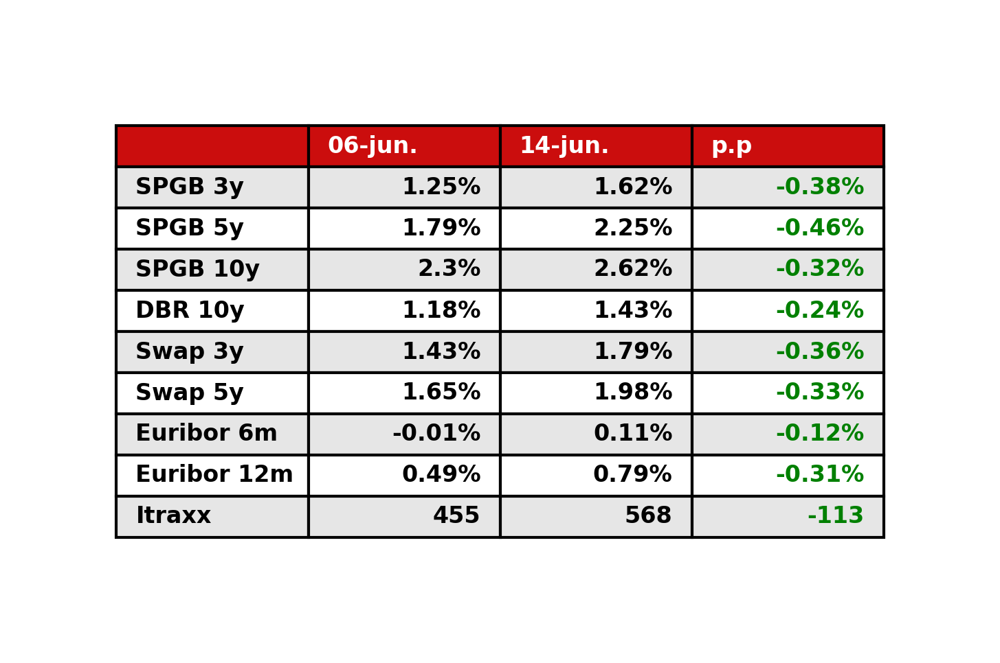 06-jun. 14-jun. p.p
SPGB 3y 1.25% 1.62% -0.38%
SPGB 5y 1.79% 2.25% -0.46%
SPGB 10y 2.3% 2.62% -0.32%
DBR 10y 1.18% 1.43% -0.24%
Swap 3y 1.43% 1.79% -0.36%
Swap 5y 1.65% 1.98% -0.33%
Euribor 6m -0.01% 0.11% -0.12%
Euribor 12m 0.49% 0.79% -0.31%
Itraxx 455 568 -113